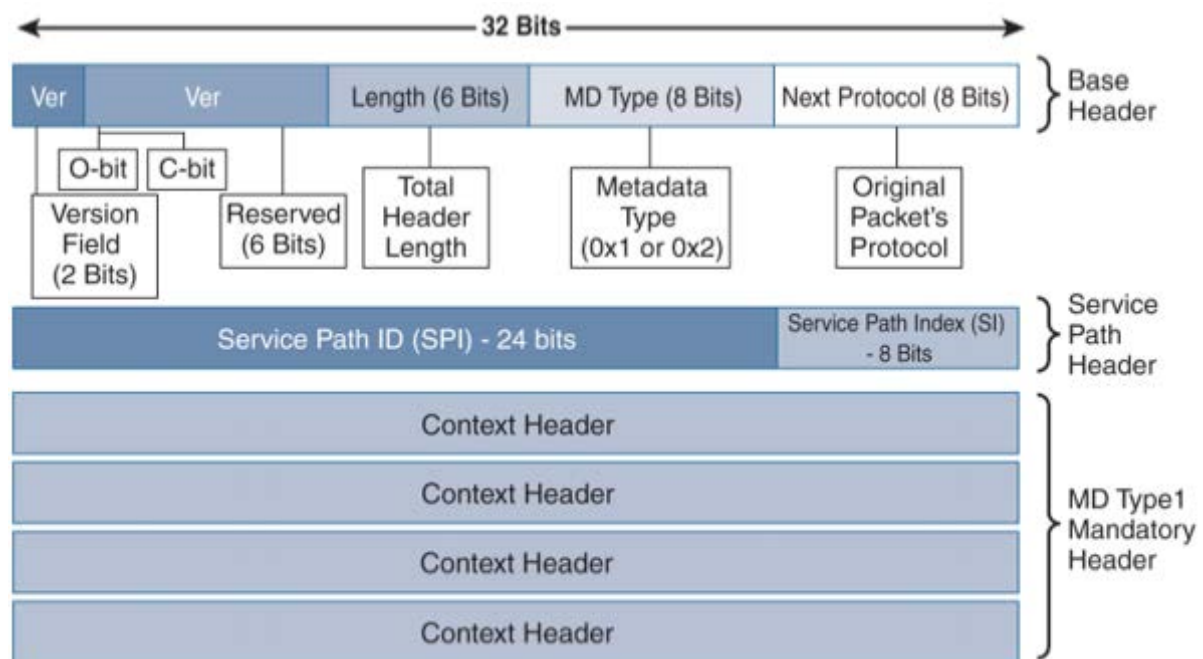 32 Bits
Ver
Ver
Length (6 Bits)
MD Type (8 Bits)
Next Protocol (8 Bits)
Base
Header
O-bit
C-bit
Version
Field
(2 Bits)
Reserved
(6 Bits)
Total
Header
Length
Metadata
Type
(0x1 or 0x2)
Original
Packet's
Protocol
Service Path ID (SPI) - 24 bits
Service Path Index (SI)
- 8 Bits
Service
Path
Header
Context Header
Context Header
Context Header
Context Header
MD Type1
Mandatory
Header